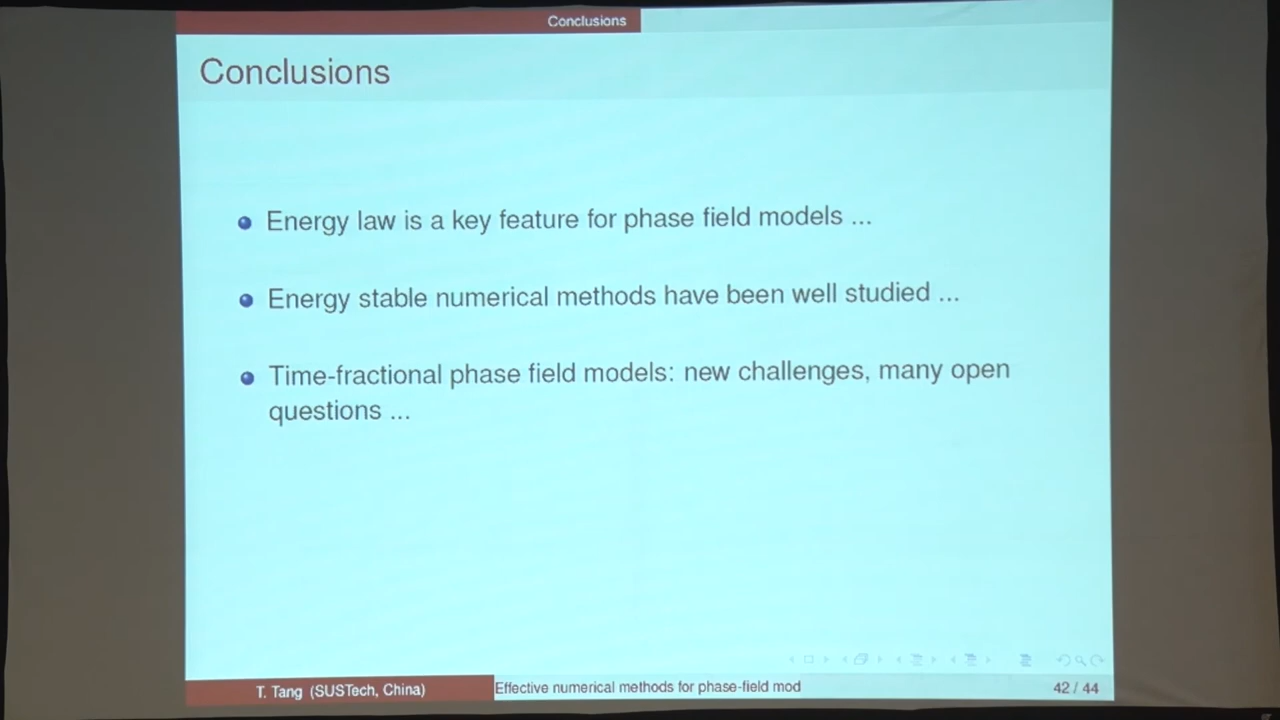 Conclusions
Conclusions
Energy law is a key feature for phase field models ...
Energy stable numerical methods have been well studied ...
Time-fractional phase field models: new challenges, many open
questions ...
T. Tang (SUSTech, China)
Effective numerical methods for phase-field mod
42 / 44